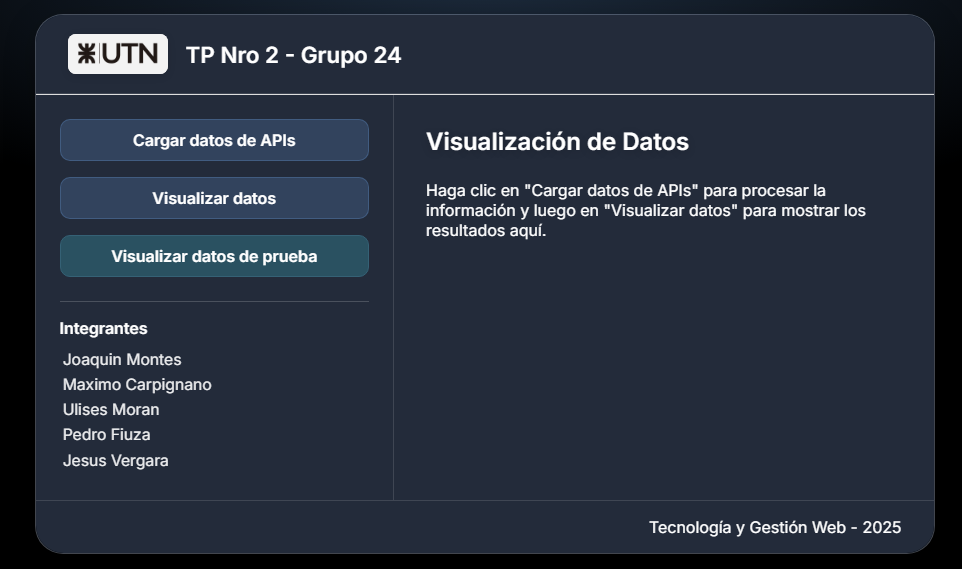 UTN
TP Nro 2 - Grupo 24
Cargar datos de APIs
Visualizar datos
Visualizar datos de prueba
Integrantes
Joaquin Montes
Maximo Carpignano
Ulises Moran
Pedro Fiuza
Jesus Vergara
Visualización de Datos
Haga clic en "Cargar datos de APIs" para procesar la
información y luego en "Visualizar datos" para mostrar los
resultados aquí.
Tecnología y Gestión Web - 2025